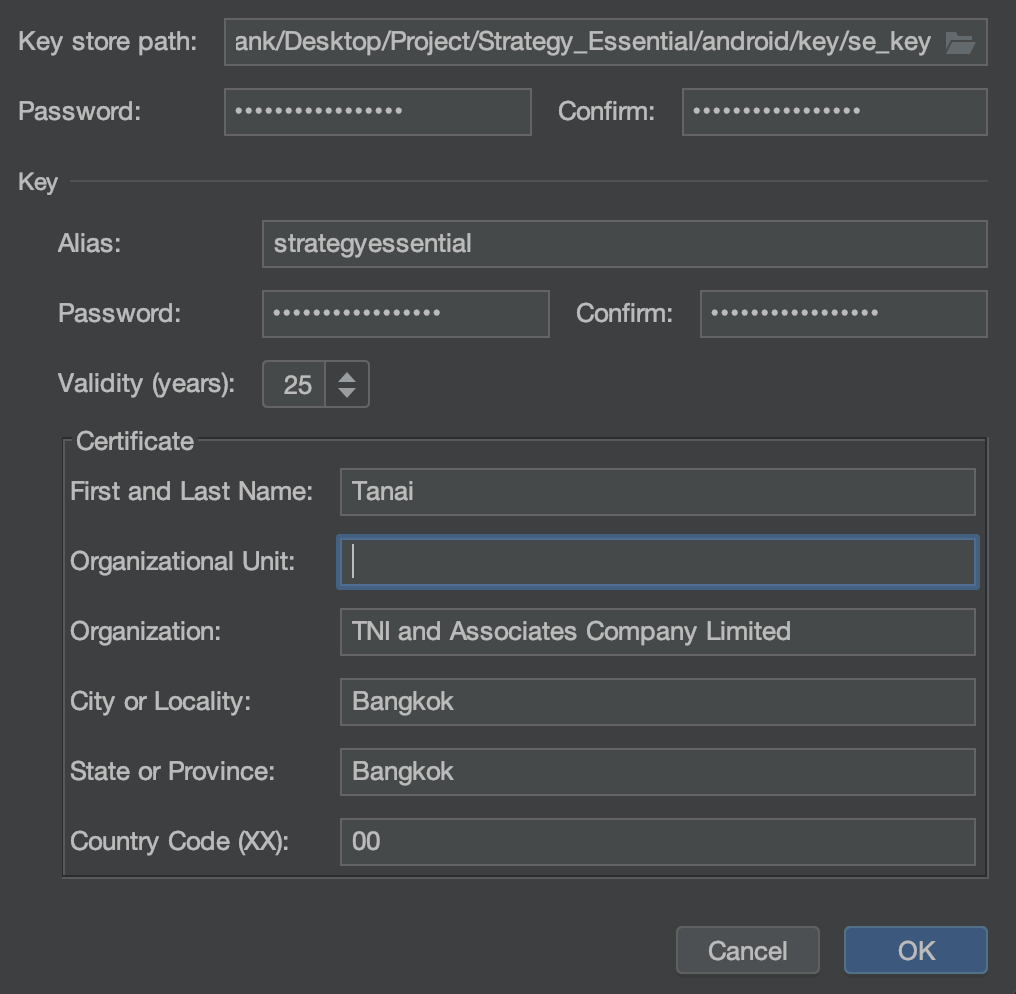 Key store path: ank/Desktop/Project/Strategy_Essential/android/key/se_key
Password: ••••••••••••••••• Confirm: •••••••••••••••••
Key
Alias: strategyessential
Password: ••••••••••••••••• Confirm: •••••••••••••••••
Validity (years): 25
Certificate
First and Last Name: Tanai
Organizational Unit:
Organization: TNI and Associates Company Limited
City or Locality: Bangkok
State or Province: Bangkok
Country Code (XX): 00
Cancel OK